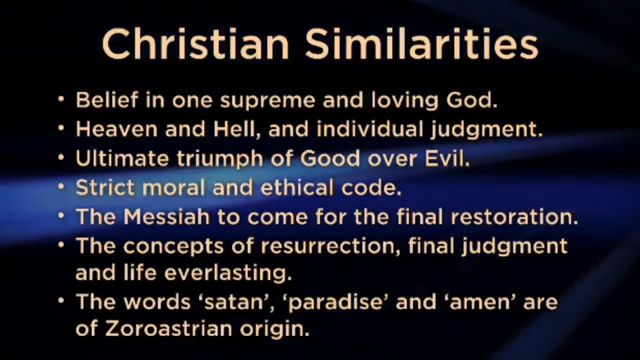 Christian Similarities
• Belief in one supreme and loving God.
• Heaven and Hell, and individual judgment.
• Ultimate triumph of Good over Evil.
• Strict moral and ethical code.
• The Messiah to come for the final restoration.
• The concepts of resurrection, final judgment
and life everlasting.
• The words ‘satan’, ‘paradise’ and ‘amen’ are
of Zoroastrian origin.